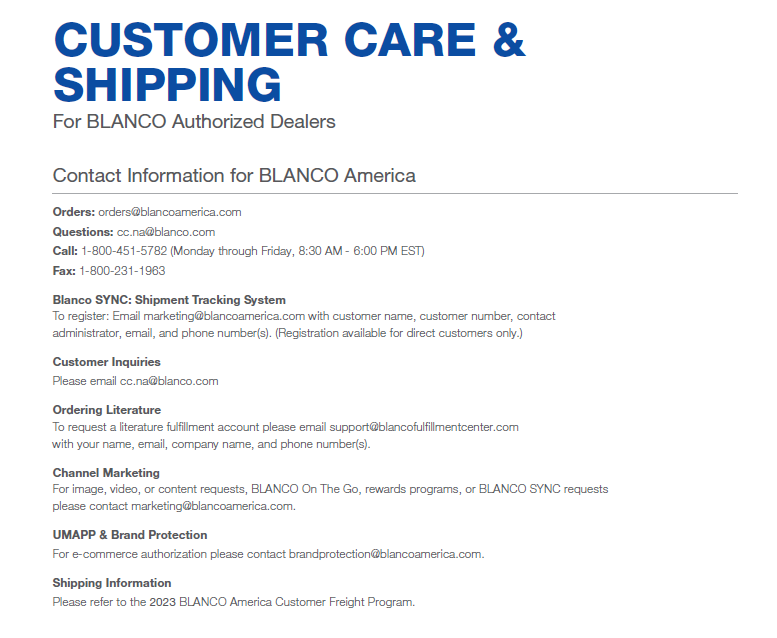 CUSTOMER CARE &
SHIPPING
For BLANCO Authorized Dealers
Contact Information for BLANCO America
Orders: orders@blancoamerica.com
Questions: cc.na@blanco.com
Call: 1-800-451-5782 (Monday through Friday, 8:30 AM - 6:00 PM EST)
Fax: 1-800-231-1963
Blanco SYNC: Shipment Tracking System
To register: Email marketing@blancoamerica.com with customer name, customer number, contact
administrator, email, and phone number(s). (Registration available for direct customers only.)
Customer Inquiries
Please email cc.na@blanco.com
Ordering Literature
To request a literature fulfillment account please email support@blancofulfillmentcenter.com
with your name, email, company name, and phone number(s).
Channel Marketing
For image, video, or content requests, BLANCO On The Go, rewards programs, or BLANCO SYNC requests
please contact marketing@blancoamerica.com.
UMAPP & Brand Protection
For e-commerce authorization please contact brandprotection@blancoamerica.com.
Shipping Information
Please refer to the 2023 BLANCO America Customer Freight Program.